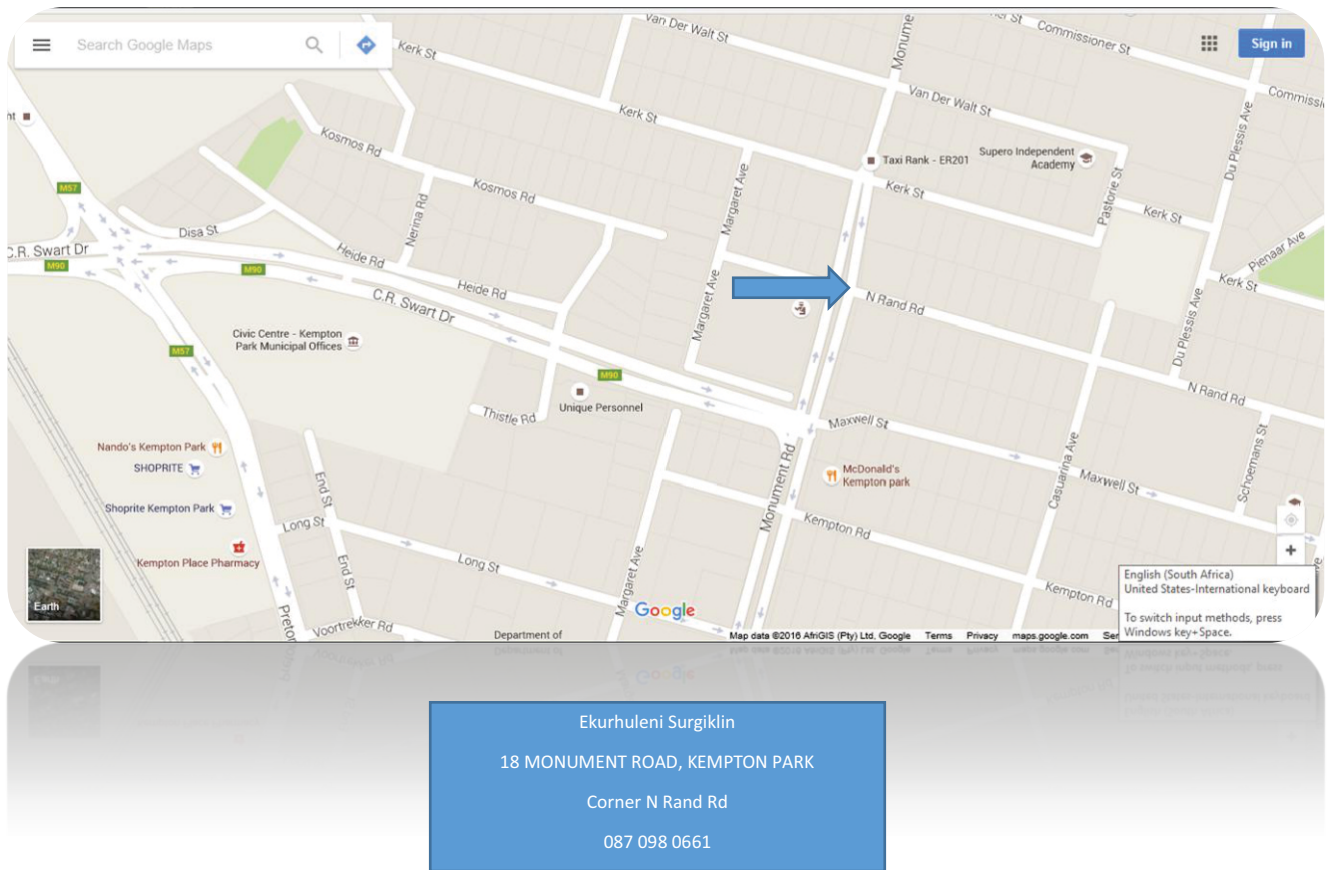 Search Google Maps
Sign in
Van Der Walt St
Monume
Commissioner St
Commissi
Kerk St
Van Der Walt St
Kerk St
Du Plessis Ave
Kosmos Rd
Taxi Rank - ER201
Supero Independent
Academy
Margaret Ave
Kerk St
Pastorie St
Kerk St
M57
Kosmos Rd
Nerina Rd
Disa St
C.R. Swart Dr
M90
M90
Heide Rd
Pienaar Ave
Kerk St
Heide Rd
C.R. Swart Dr
Margaret Ave
N Rand Rd
Du Plessis Ave
Civic Centre - Kempton
Park Municipal Offices
M57
M90
N Rand Rd
Unique Personnel
Thistle Rd
Maxwell St
Nando's Kempton Park
SHOPRITE
Monument Rd
McDonald's
Kempton park
Casuarina Ave
Maxwell St
Schoemans St
Shoprite Kempton Park
End St
Long St
Kempton Rd
Kempton Place Pharmacy
End St
Long St
Margaret Ave
Earth
Pretor
Voortrekker Rd
Google
Kempton Rd
English (South Africa)
United States-International keyboard
To switch input methods, press
Windows key+Space.
Department of
Map data ©2016 AfriGIS (Pty) Ltd, Google Terms Privacy maps.google.com Ser
Ekurhuleni Surgiklin
18 MONUMENT ROAD, KEMPTON PARK
Corner N Rand Rd
087 098 0661